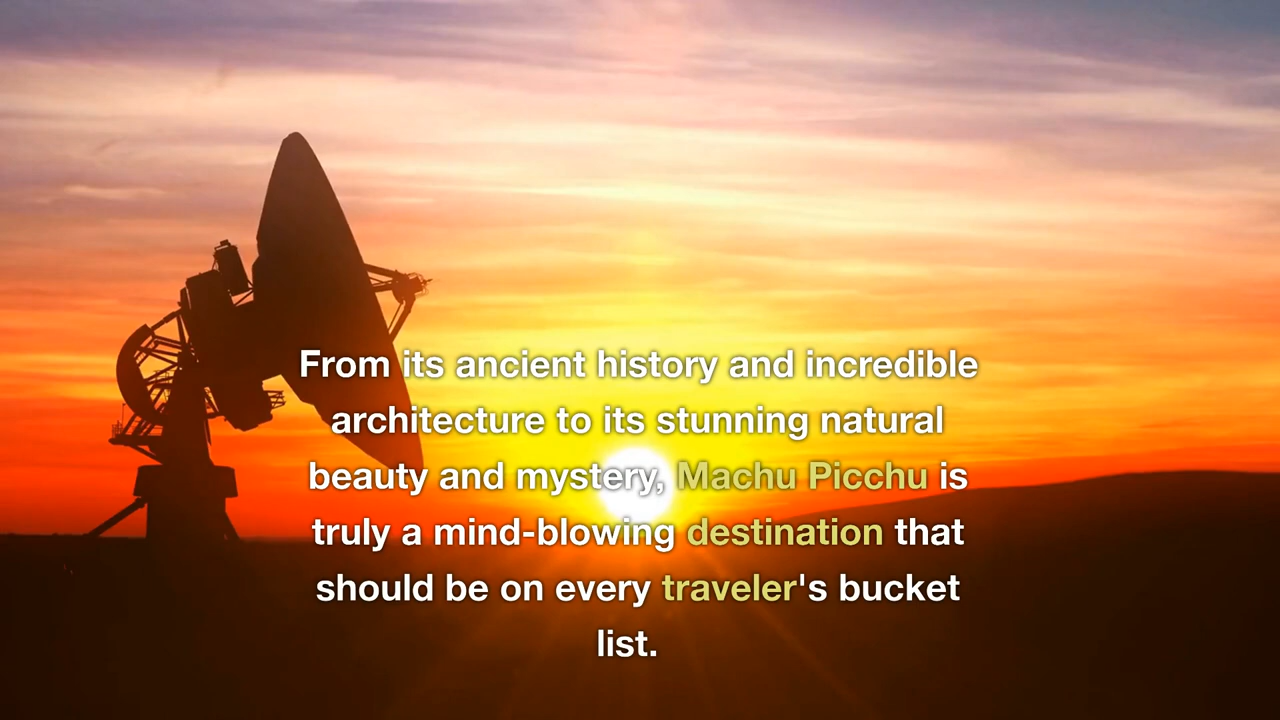 From its ancient history and incredible
architecture to its stunning natural
beauty and mystery, Machu Picchu is
truly a mind-blowing destination that
should be on every traveler's bucket
list.